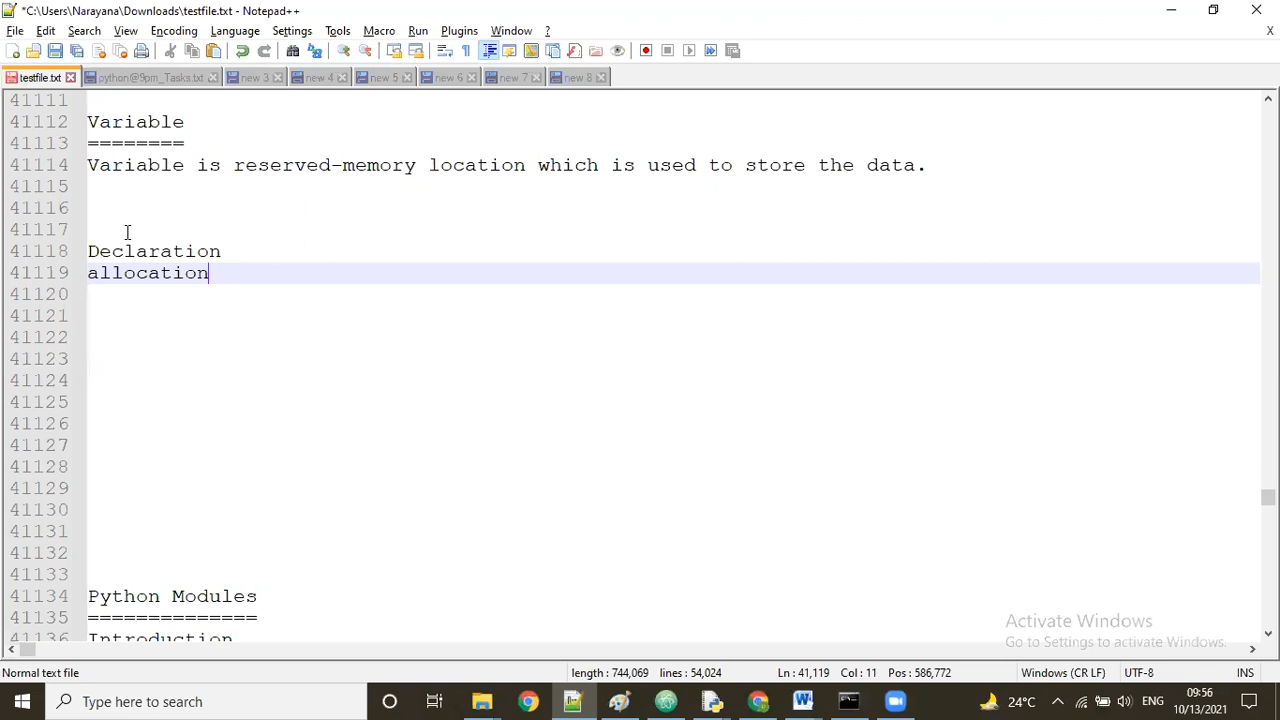 *C:\Users\Narayana\Downloads\testfile.txt - Notepad++
File Edit Search View Encoding Language Settings Tools Macro Run Plugins Window ?
X
testfile.txt python@9pm_Tasks.txt new 3 new 4 new 5 new 6 new 7 new 8
41111
41112 Variable
41113 ========
41114 Variable is reserved-memory location which is used to store the data.
41115
41116
41117
41118 Declaration
41119 allocation
41120
41121
41122
41123
41124
41125
41126
41127
41128
41129
41130
41131
41132
41133
41134 Python Modules
41135 ==============
41136 Introduction
Activate Windows
Go to Settings to activate Windows.
Normal text file length : 744,069 lines : 54,024 Ln : 41,119 Col : 11 Pos : 586,772 Windows (CR LF) UTF-8 INS
Type here to search 24°C ENG 09:56
10/13/2021